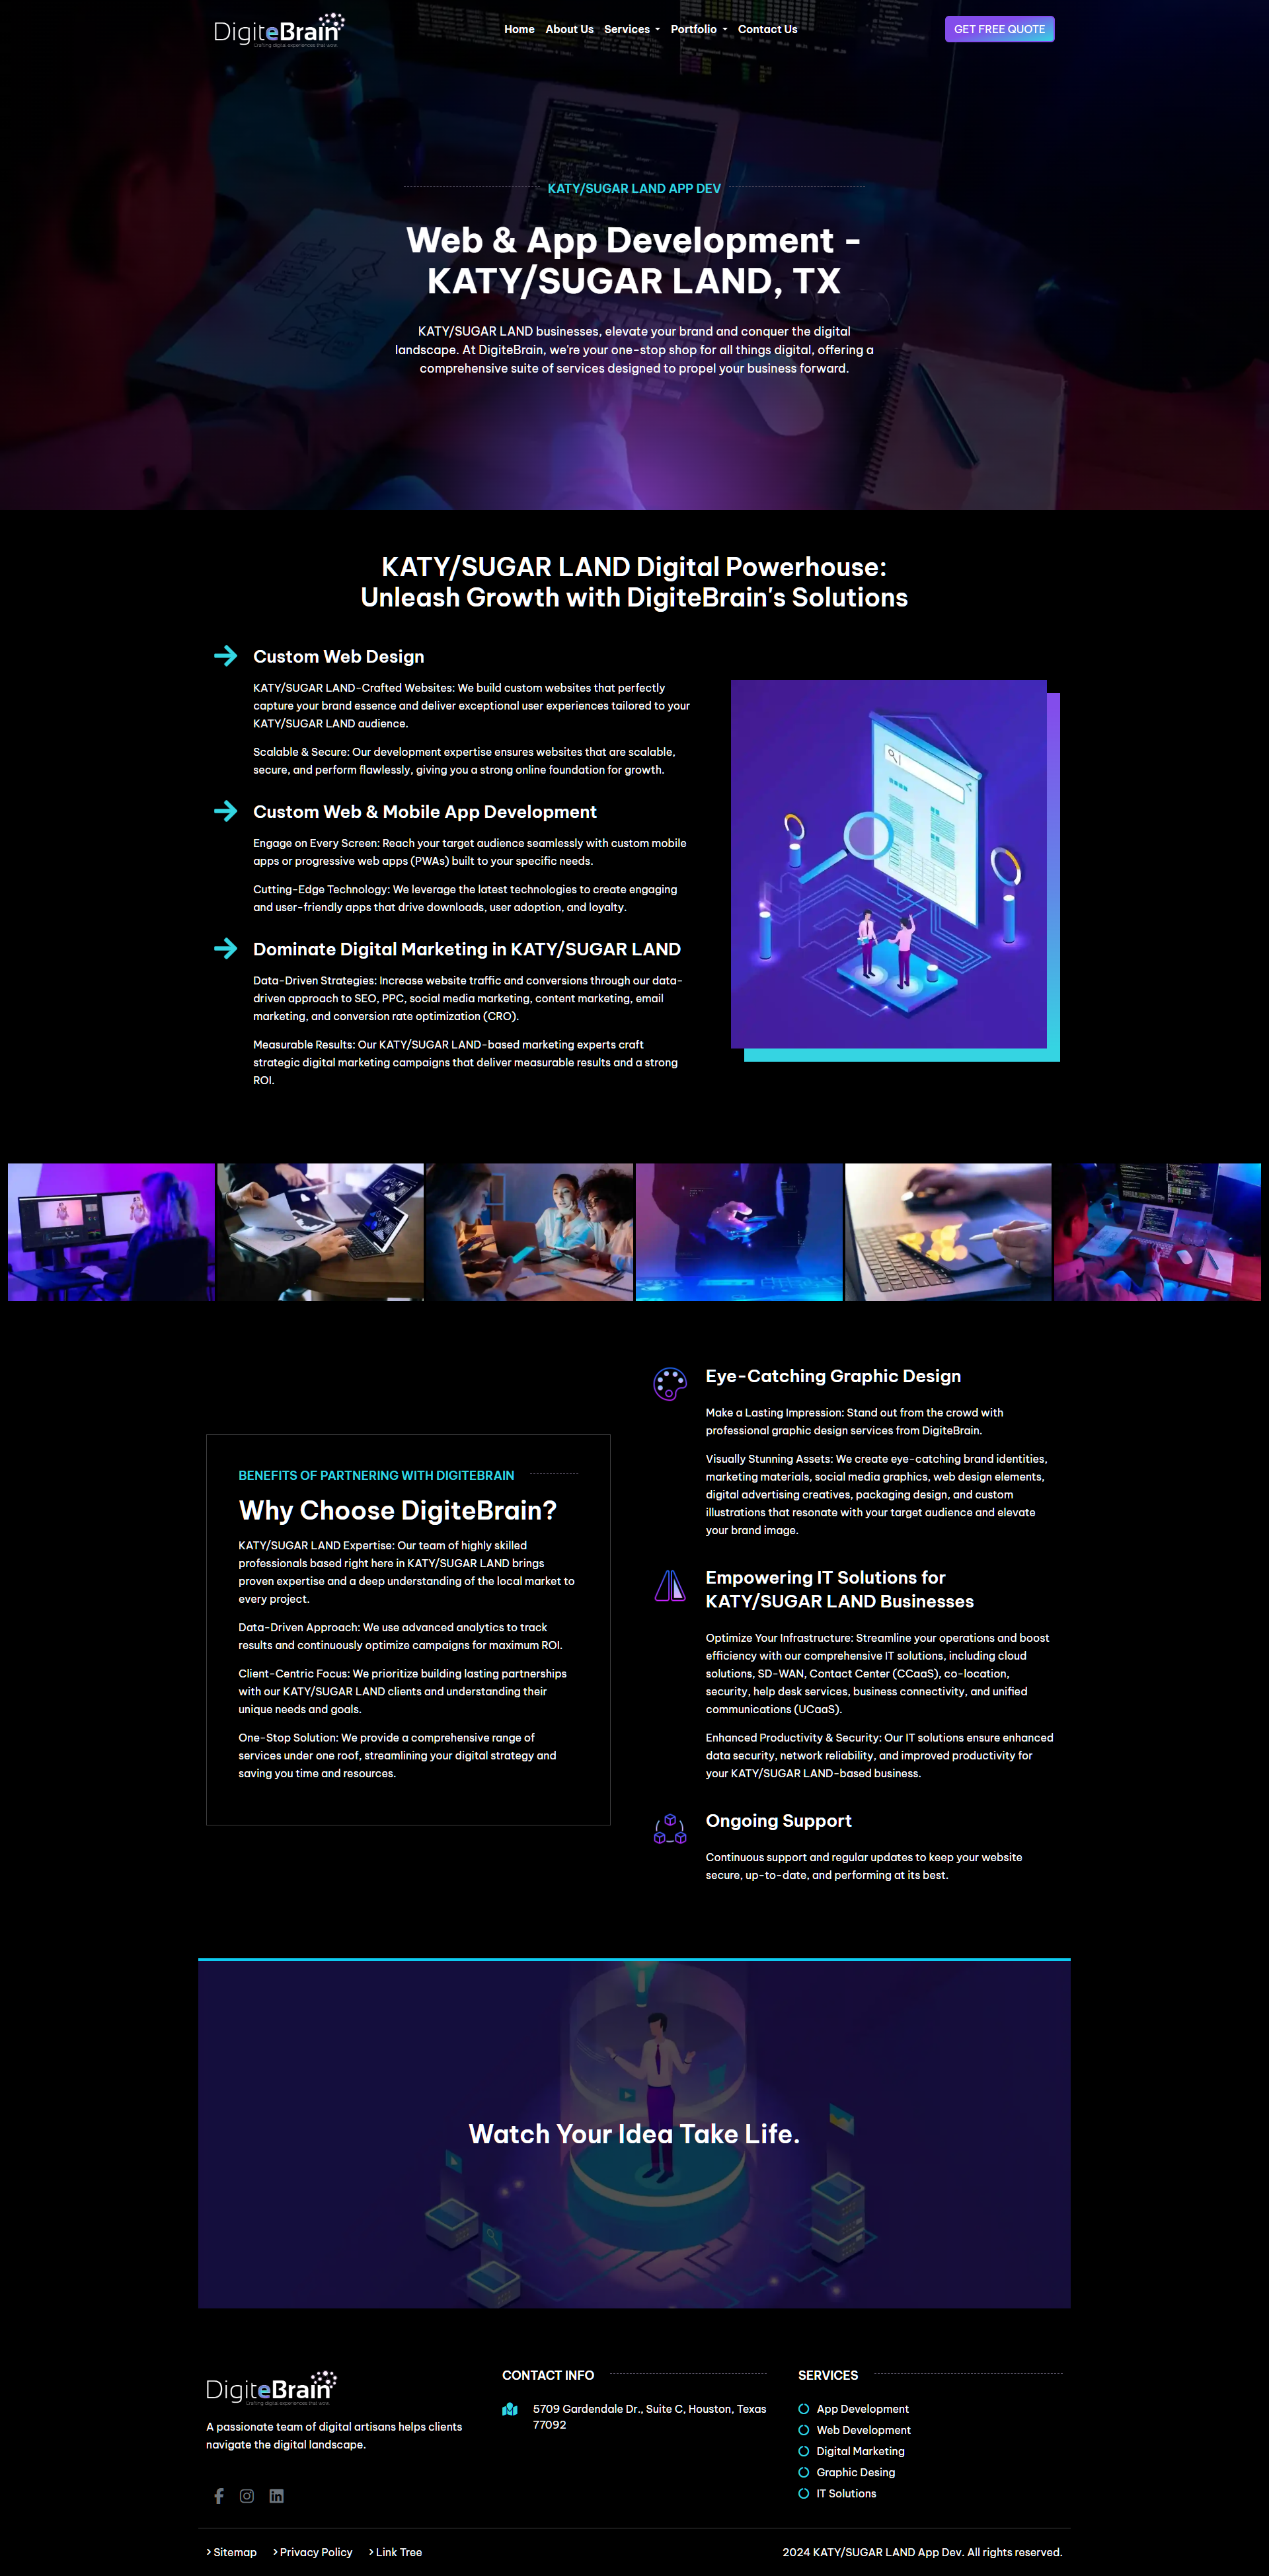 DigiteBrain
Crafting digital experiences that wow.
Home About Us Services Portfolio Contact Us
GET FREE QUOTE
KATY/SUGAR LAND APP DEV
Web & App Development -
KATY/SUGAR LAND, TX
KATY/SUGAR LAND businesses, elevate your brand and conquer the digital
landscape. At DigiteBrain, we're your one-stop shop for all things digital, offering a
comprehensive suite of services designed to propel your business forward.
KATY/SUGAR LAND Digital Powerhouse:
Unleash Growth with DigiteBrain's Solutions
Custom Web Design
KATY/SUGAR LAND-Crafted Websites: We build custom websites that perfectly
capture your brand essence and deliver exceptional user experiences tailored to your
KATY/SUGAR LAND audience.
Scalable & Secure: Our development expertise ensures websites that are scalable,
secure, and perform flawlessly, giving you a strong online foundation for growth.
Custom Web & Mobile App Development
Engage on Every Screen: Reach your target audience seamlessly with custom mobile
apps or progressive web apps (PWAs) built to your specific needs.
Cutting-Edge Technology: We leverage the latest technologies to create engaging
and user-friendly apps that drive downloads, user adoption, and loyalty.
Dominate Digital Marketing in KATY/SUGAR LAND
Data-Driven Strategies: Increase website traffic and conversions through our data-
driven approach to SEO, PPC, social media marketing, content marketing, email
marketing, and conversion rate optimization (CRO).
Measurable Results: Our KATY/SUGAR LAND-based marketing experts craft
strategic digital marketing campaigns that deliver measurable results and a strong
ROI.
BENEFITS OF PARTNERING WITH DIGITEBRAIN
Why Choose DigiteBrain?
KATY/SUGAR LAND Expertise: Our team of highly skilled
professionals based right here in KATY/SUGAR LAND brings
proven expertise and a deep understanding of the local market to
every project.
Data-Driven Approach: We use advanced analytics to track
results and continuously optimize campaigns for maximum ROI.
Client-Centric Focus: We prioritize building lasting partnerships
with our KATY/SUGAR LAND clients and understanding their
unique needs and goals.
One-Stop Solution: We provide a comprehensive range of
services under one roof, streamlining your digital strategy and
saving you time and resources.
Eye-Catching Graphic Design
Make a Lasting Impression: Stand out from the crowd with
professional graphic design services from DigiteBrain.
Visually Stunning Assets: We create eye-catching brand identities,
marketing materials, social media graphics, web design elements,
digital advertising creatives, packaging design, and custom
illustrations that resonate with your target audience and elevate
your brand image.
Empowering IT Solutions for
KATY/SUGAR LAND Businesses
Optimize Your Infrastructure: Streamline your operations and boost
efficiency with our comprehensive IT solutions, including cloud
solutions, SD-WAN, Contact Center (CCaaS), co-location,
security, help desk services, business connectivity, and unified
communications (UCaaS).
Enhanced Productivity & Security: Our IT solutions ensure enhanced
data security, network reliability, and improved productivity for
your KATY/SUGAR LAND-based business.
Ongoing Support
Continuous support and regular updates to keep your website
secure, up-to-date, and performing at its best.
Watch Your Idea Take Life.
DigiteBrain
Crafting digital experiences that wow.
A passionate team of digital artisans helps clients
navigate the digital landscape.
CONTACT INFO
5709 Gardendale Dr., Suite C, Houston, Texas
77092
SERVICES
App Development
Web Development
Digital Marketing
Graphic Desing
IT Solutions
Sitemap Privacy Policy Link Tree
2024 KATY/SUGAR LAND App Dev. All rights reserved.